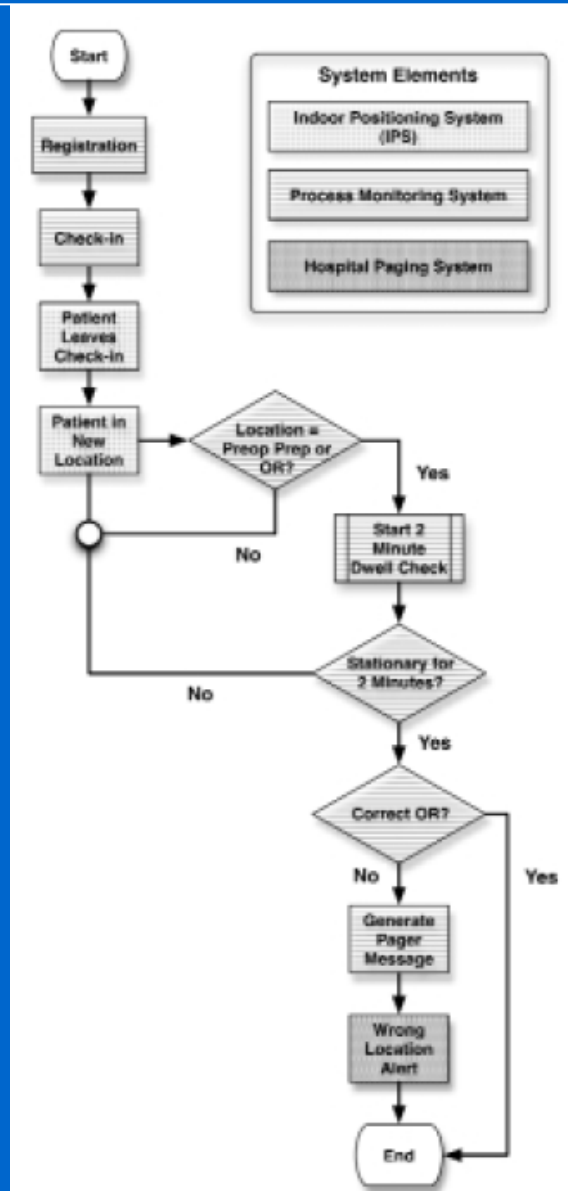 Start
System Elements
Indoor Positioning System
(IPS)
Process Monitoring System
Hospital Paging System
Registration
Check-in
Patient
Leaves
Check-in
Patient in
New
Location
Location =
Preop Prep or
OR?
Yes
No
Start 2
Minute
Dwell Check
Stationary for
2 Minutes?
No
Yes
Correct OR?
No
Yes
Generate
Pager
Message
Wrong
Location
Alert
End